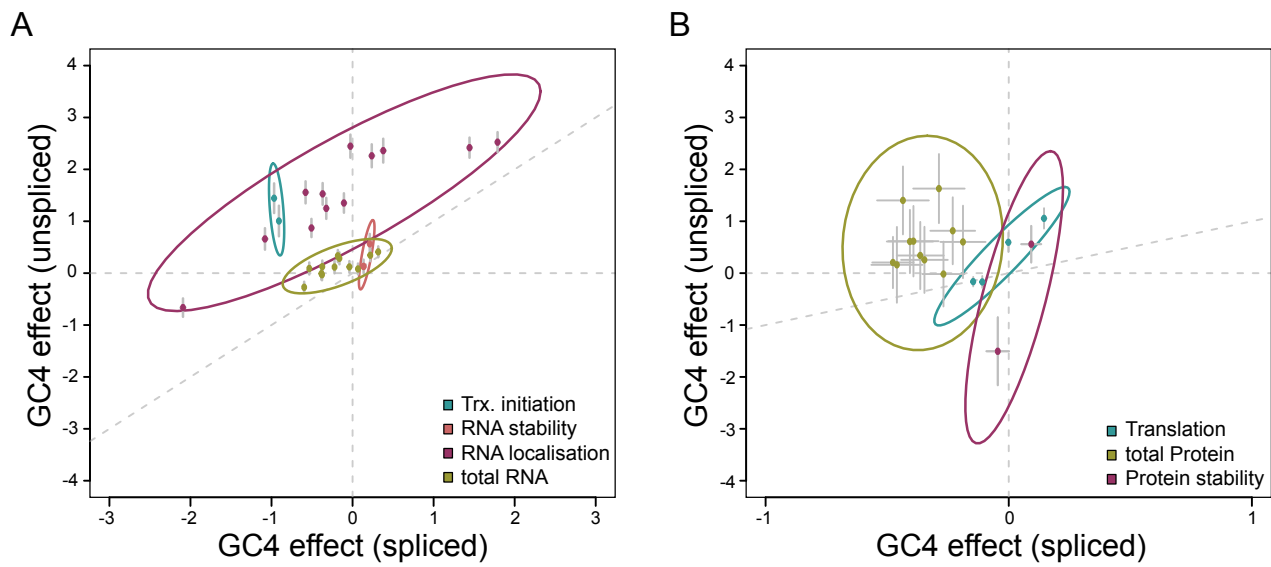 A
GC4 effect (unspliced)
4
3
2
1
0
-1
-2
-3
-4
-3
-2
-1
0
1
2
3
GC4 effect (spliced)
Trx. initiation
RNA stability
RNA localisation
total RNA
B
GC4 effect (unspliced)
4
3
2
1
0
-1
-2
-3
-4
-1
0
1
GC4 effect (spliced)
Translation
total Protein
Protein stability